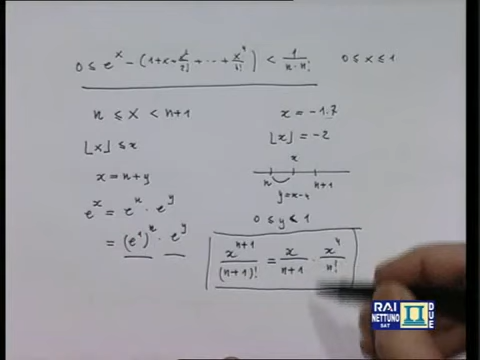 0 ≤ e^x - (1 + x + x²/2! + ... + x^n/n!) < 1/(n·n!)    0 ≤ x ≤ 1
n ≤ x < n+1
⌊x⌋ ≤ x
x = n + y
e^x = e^n · e^y
= (e^1)^n · e^y
x = -1.7
⌊x⌋ = -2
x
n    n+1
y = x - n
0 ≤ y < 1
x^(n+1)/(n+1)! = x/(n+1) · x^n/n!
RAI
NETTUNO
SAT
DUE